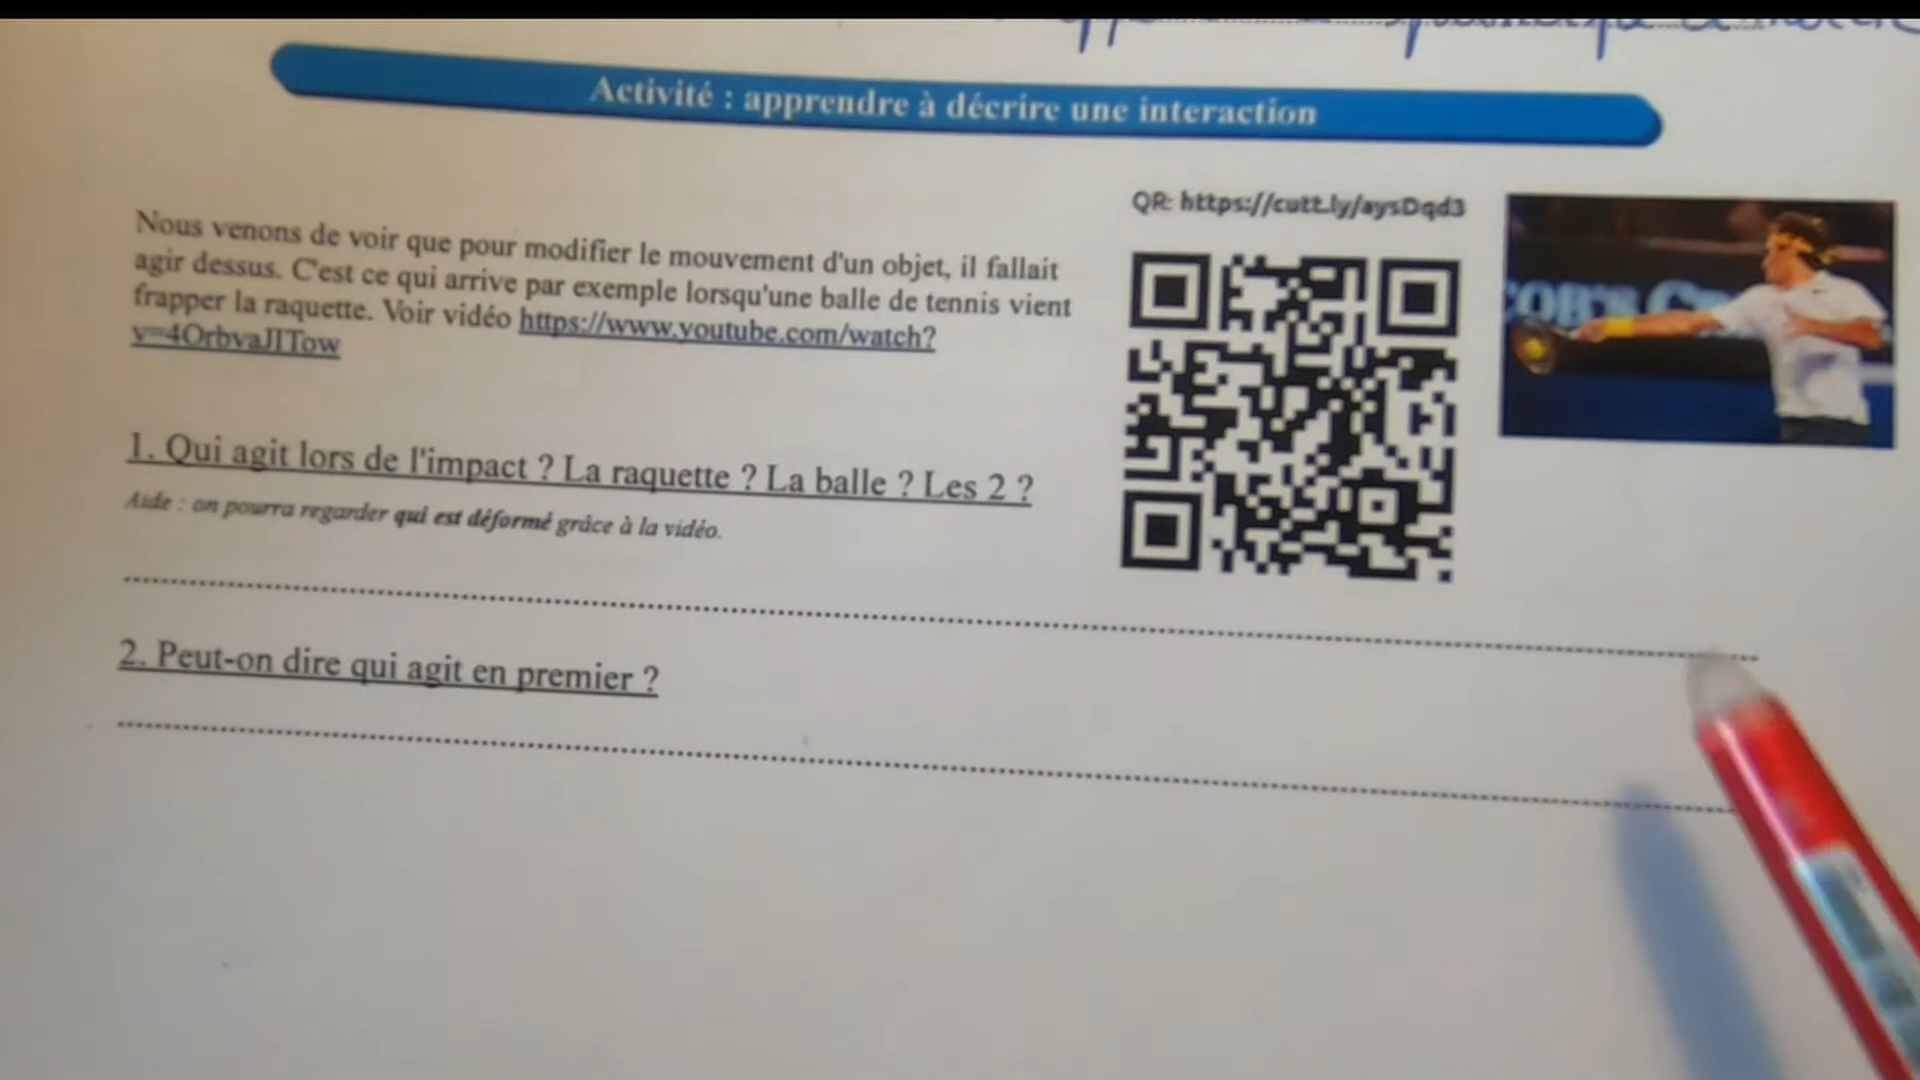 Activité : apprendre à décrire une interaction
QR: https://cutt.ly/aysDqd3
Nous venons de voir que pour modifier le mouvement d'un objet, il fallait
agir dessus. C'est ce qui arrive par exemple lorsqu'une balle de tennis vient
frapper la raquette. Voir vidéo https://www.youtube.com/watch?
v=4OrbvaJITow
1. Qui agit lors de l'impact ? La raquette ? La balle ? Les 2 ?
Aide : on pourra regarder qui est déformé grâce à la vidéo.
2. Peut-on dire qui agit en premier ?